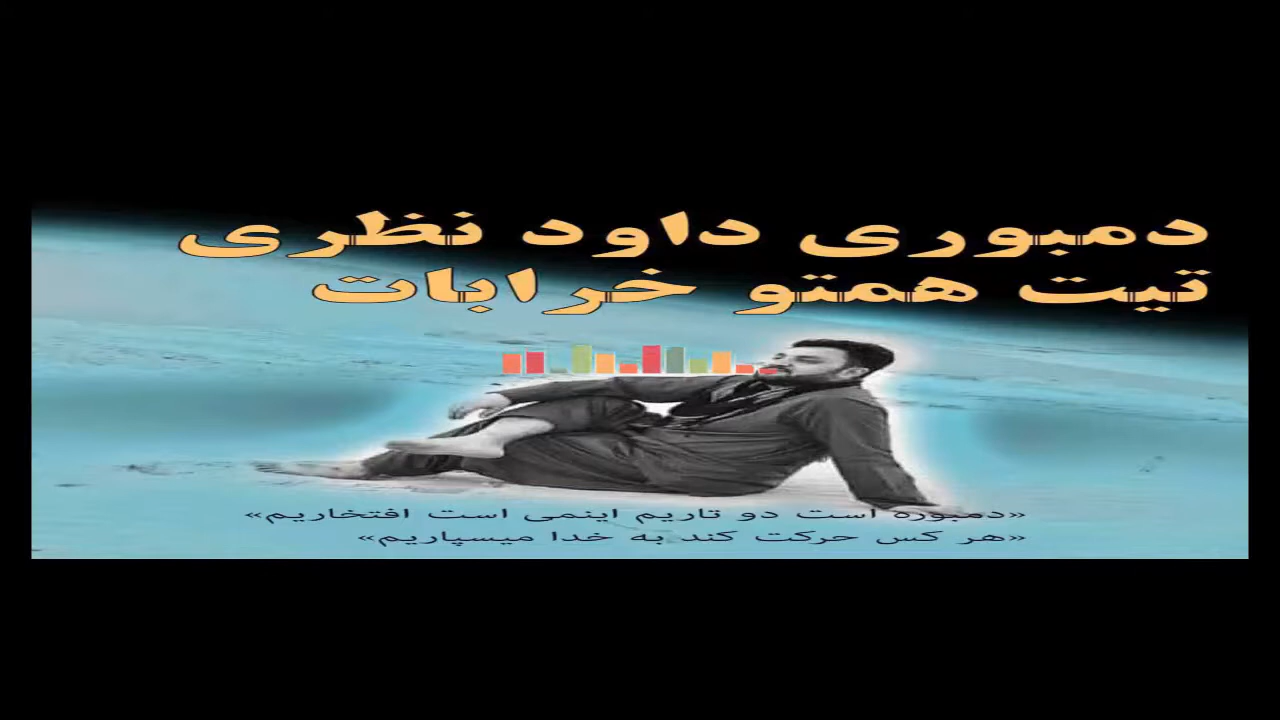 دمبوری داود نظری
تیت همتو خرابات
«دمبوره است دو تاریم اینمی است افتخاریم»
«هر کس حرکت کند به خدا میسپاریم»